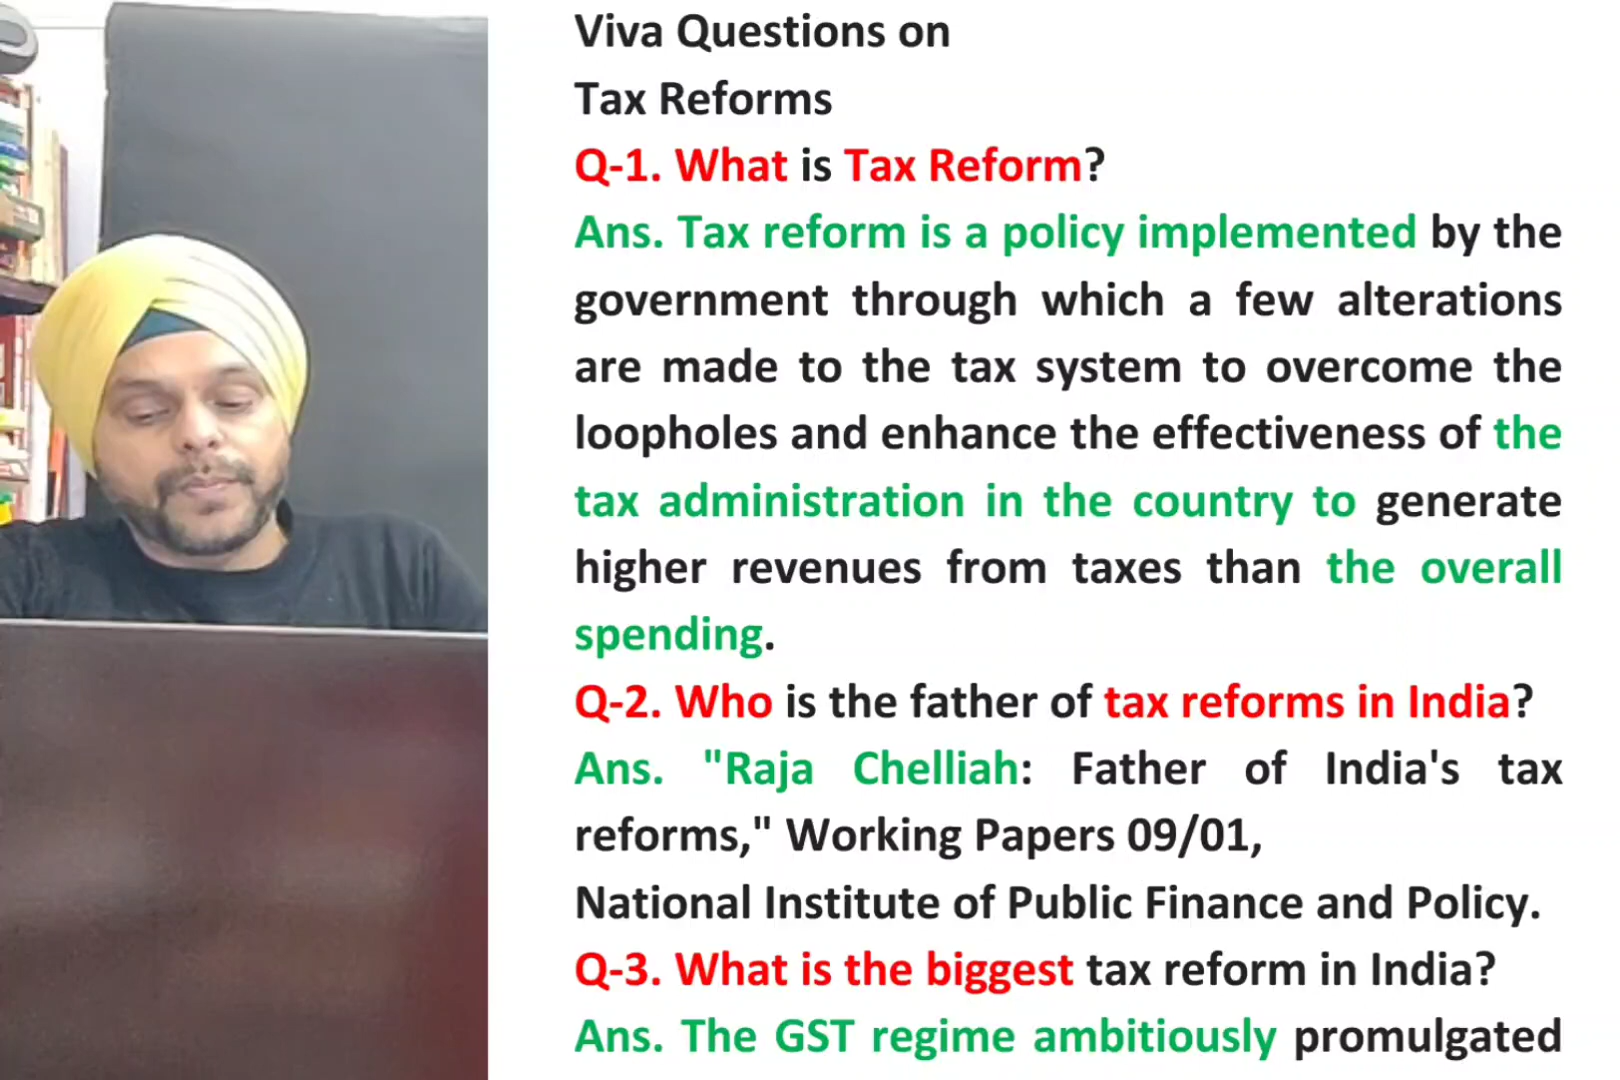 Viva Questions on
Tax Reforms
Q-1. What is Tax Reform?
Ans. Tax reform is a policy implemented by the
government through which a few alterations
are made to the tax system to overcome the
loopholes and enhance the effectiveness of the
tax administration in the country to generate
higher revenues from taxes than the overall
spending.
Q-2. Who is the father of tax reforms in India?
Ans. "Raja Chelliah: Father of India's tax
reforms," Working Papers 09/01,
National Institute of Public Finance and Policy.
Q-3. What is the biggest tax reform in India?
Ans. The GST regime ambitiously promulgated